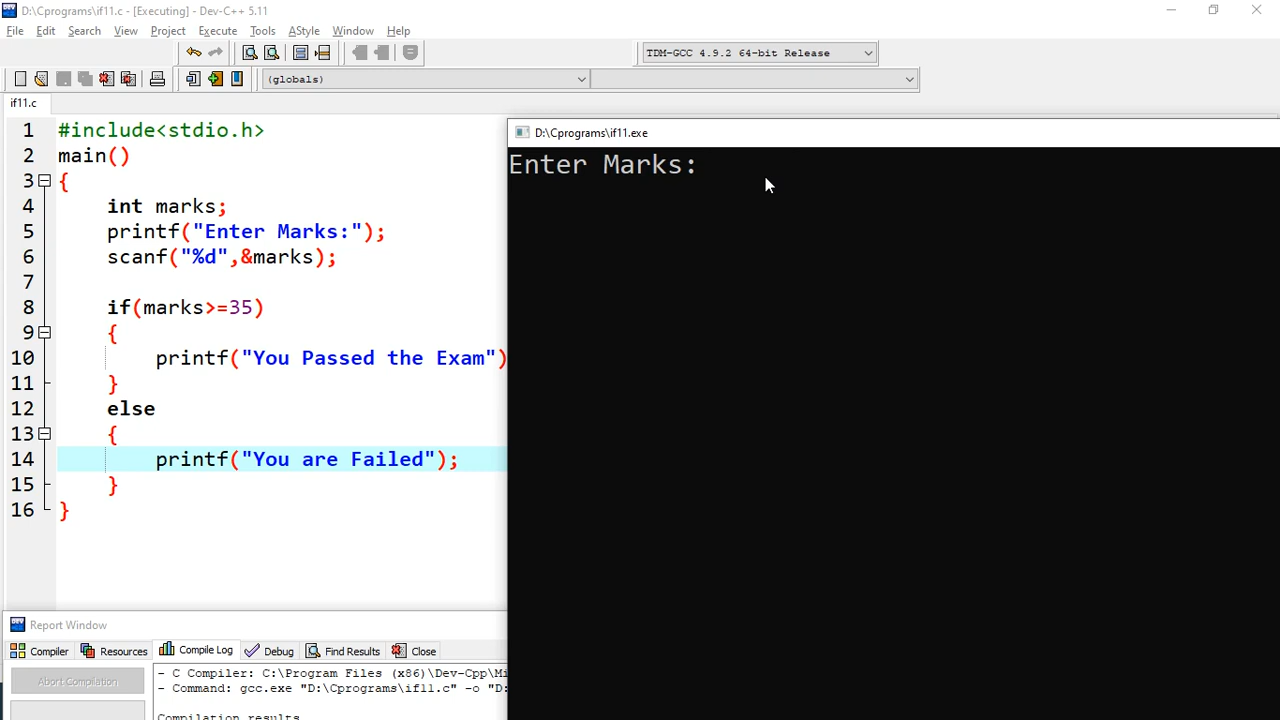 D:\Cprograms\if11.c - [Executing] - Dev-C++ 5.11
File Edit Search View Project Execute Tools AStyle Window Help
TDM-GCC 4.9.2 64-bit Release
(globals)
if11.c
1 #include<stdio.h>
2 main()
3 {
4 int marks;
5 printf("Enter Marks:");
6 scanf("%d",&marks);
7
8 if(marks>=35)
9 {
10 printf("You Passed the Exam")
11 }
12 else
13 {
14 printf("You are Failed");
15 }
16 }
D:\Cprograms\if11.exe
Enter Marks:
Report Window
Compiler Resources Compile Log Debug Find Results Close
Abort Compilation
- C Compiler: C:\Program Files (x86)\Dev-Cpp\Mi
- Command: gcc.exe "D:\Cprograms\if11.c" -o "D:
Compilation results